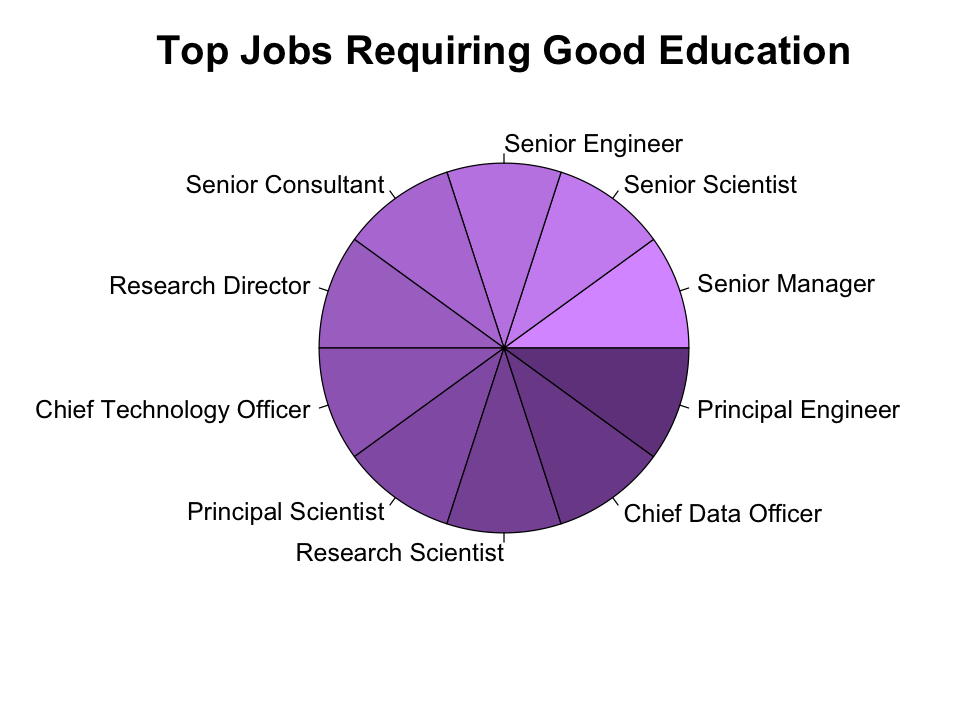 Top Jobs Requiring Good Education
Senior Engineer
Senior Consultant
Senior Scientist
Research Director
Senior Manager
Chief Technology Officer
Principal Engineer
Principal Scientist
Chief Data Officer
Research Scientist